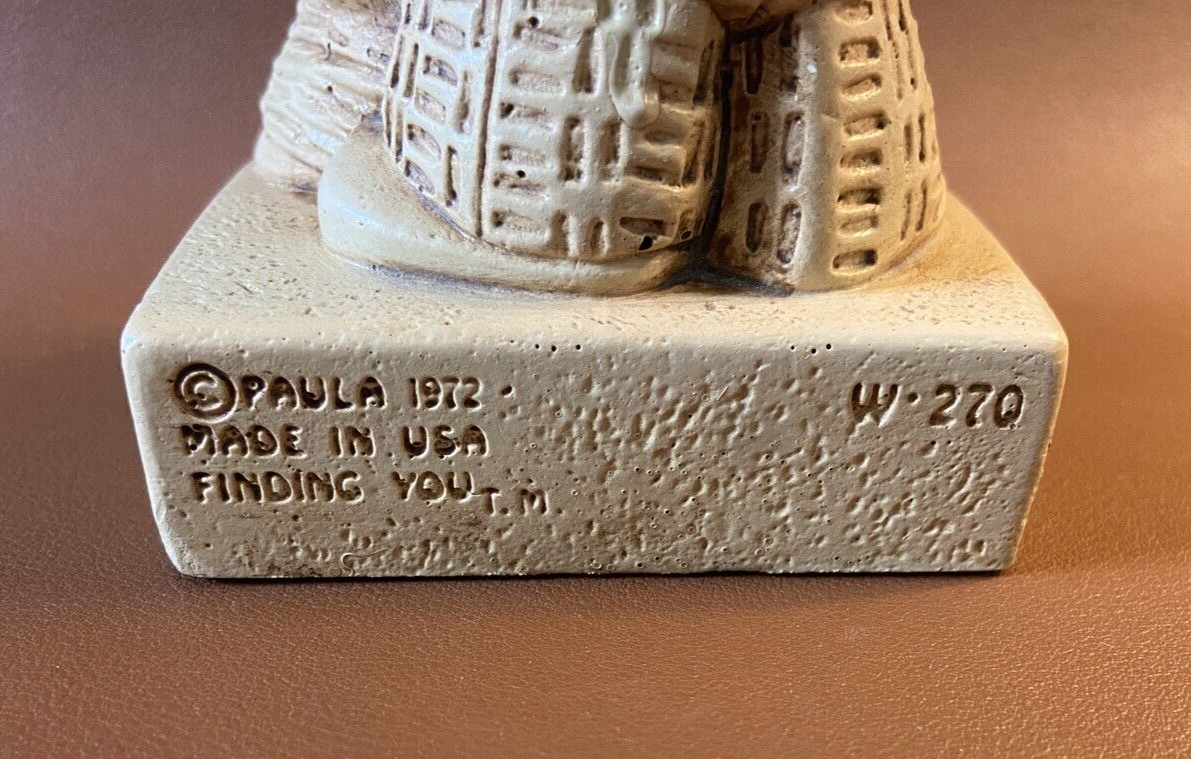 © PAULA 1972
MADE IN USA
FINDING YOU T.M.
W·270